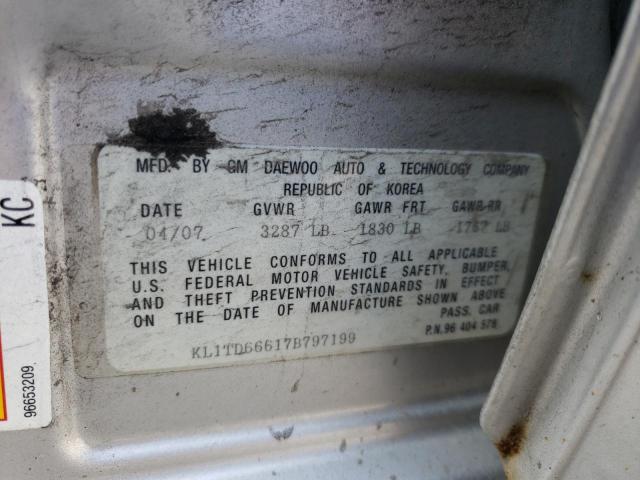 MFD. BY GM DAEWOO AUTO & TECHNOLOGY COMPANY
REPUBLIC OF KOREA
DATE GVWR GAWR FRT GAWR RR
04/07 3287 LB 1830 LB 1757 LB
THIS VEHICLE CONFORMS TO ALL APPLICABLE
U.S. FEDERAL MOTOR VEHICLE SAFETY, BUMPER,
AND THEFT PREVENTION STANDARDS IN EFFECT
ON THE DATE OF MANUFACTURE SHOWN ABOVE
PASS. CAR
P.N. 96 404 578
KL1TD66617B797199
KC
96653209